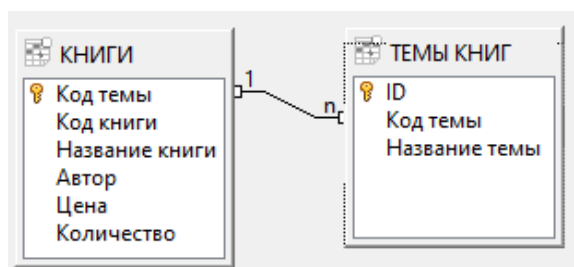 КНИГИ
Код темы
Код книги
Название книги
Автор
Цена
Количество
1
n
ТЕМЫ КНИГ
ID
Код темы
Название темы